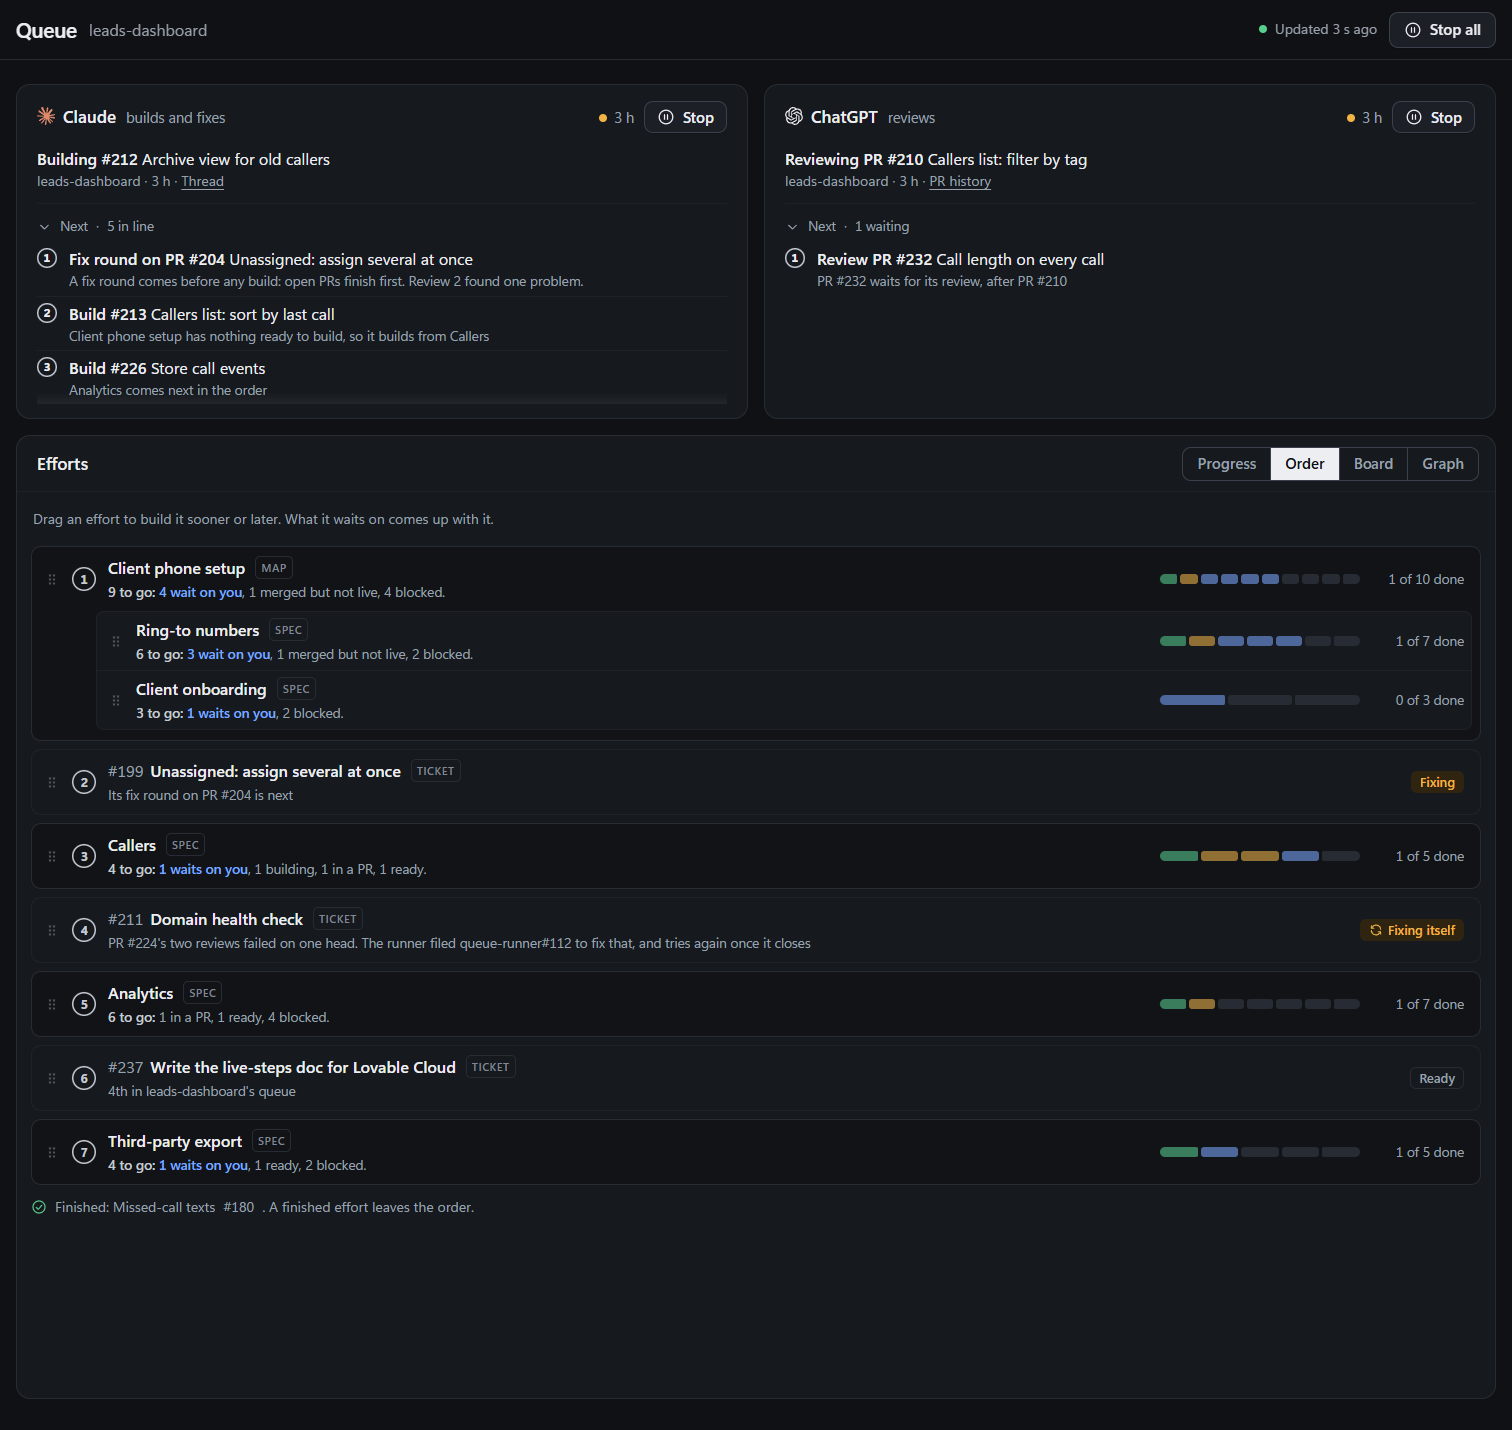 Queue leads-dashboard
Updated 3 s ago
Stop all
Claude builds and fixes
3 h
Stop
Building #212 Archive view for old callers
leads-dashboard · 3 h · Thread
Next · 5 in line
1 Fix round on PR #204 Unassigned: assign several at once
A fix round comes before any build: open PRs finish first. Review 2 found one problem.
2 Build #213 Callers list: sort by last call
Client phone setup has nothing ready to build, so it builds from Callers
3 Build #226 Store call events
Analytics comes next in the order
ChatGPT reviews
3 h
Stop
Reviewing PR #210 Callers list: filter by tag
leads-dashboard · 3 h · PR history
Next · 1 waiting
1 Review PR #232 Call length on every call
PR #232 waits for its review, after PR #210
Efforts
Progress Order Board Graph
Drag an effort to build it sooner or later. What it waits on comes up with it.
1 Client phone setup MAP
9 to go: 4 wait on you, 1 merged but not live, 4 blocked.
1 of 10 done
Ring-to numbers SPEC
6 to go: 3 wait on you, 1 merged but not live, 2 blocked.
1 of 7 done
Client onboarding SPEC
3 to go: 1 waits on you, 2 blocked.
0 of 3 done
2 #199 Unassigned: assign several at once TICKET
Its fix round on PR #204 is next
Fixing
3 Callers SPEC
4 to go: 1 waits on you, 1 building, 1 in a PR, 1 ready.
1 of 5 done
4 #211 Domain health check TICKET
PR #224's two reviews failed on one head. The runner filed queue-runner#112 to fix that, and tries again once it closes
Fixing itself
5 Analytics SPEC
6 to go: 1 in a PR, 1 ready, 4 blocked.
1 of 7 done
6 #237 Write the live-steps doc for Lovable Cloud TICKET
4th in leads-dashboard's queue
Ready
7 Third-party export SPEC
4 to go: 1 waits on you, 1 ready, 2 blocked.
1 of 5 done
Finished: Missed-call texts #180 . A finished effort leaves the order.